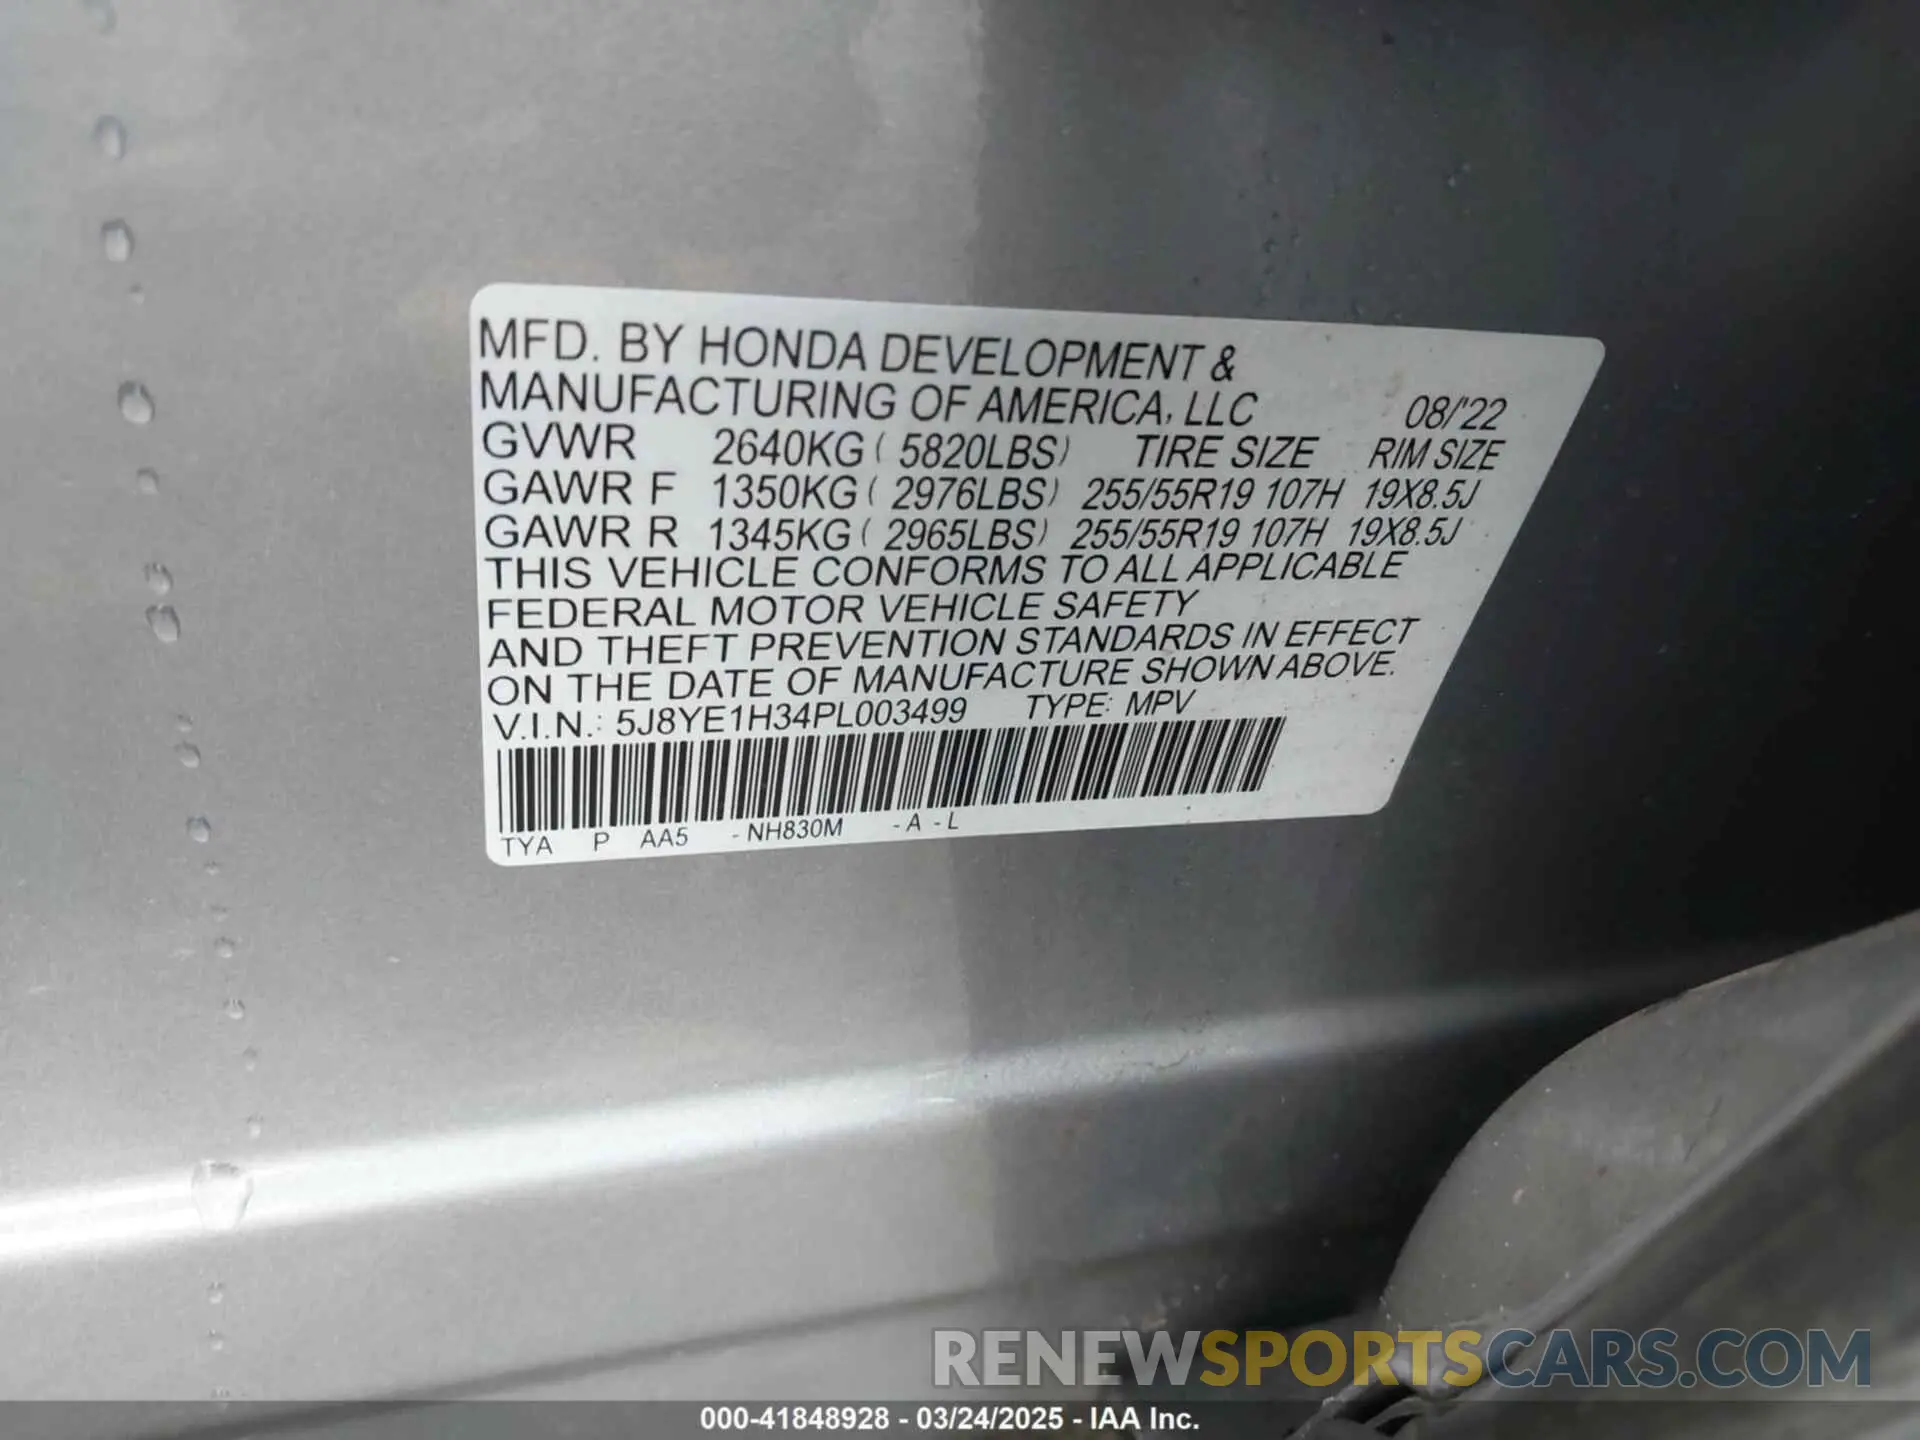 MFD. BY HONDA DEVELOPMENT &
MANUFACTURING OF AMERICA, LLC 08/'22
GVWR 2640KG ( 5820LBS) TIRE SIZE RIM SIZE
GAWR F 1350KG ( 2976LBS) 255/55R19 107H 19X8.5J
GAWR R 1345KG ( 2965LBS) 255/55R19 107H 19X8.5J
THIS VEHICLE CONFORMS TO ALL APPLICABLE
FEDERAL MOTOR VEHICLE SAFETY
AND THEFT PREVENTION STANDARDS IN EFFECT
ON THE DATE OF MANUFACTURE SHOWN ABOVE.
V.I.N.: 5J8YE1H34PL003499 TYPE: MPV
TYA P AA5 -NH830M -A -L
RENEWSPORTSCARS.COM
000-41848928 - 03/24/2025 - IAA Inc.